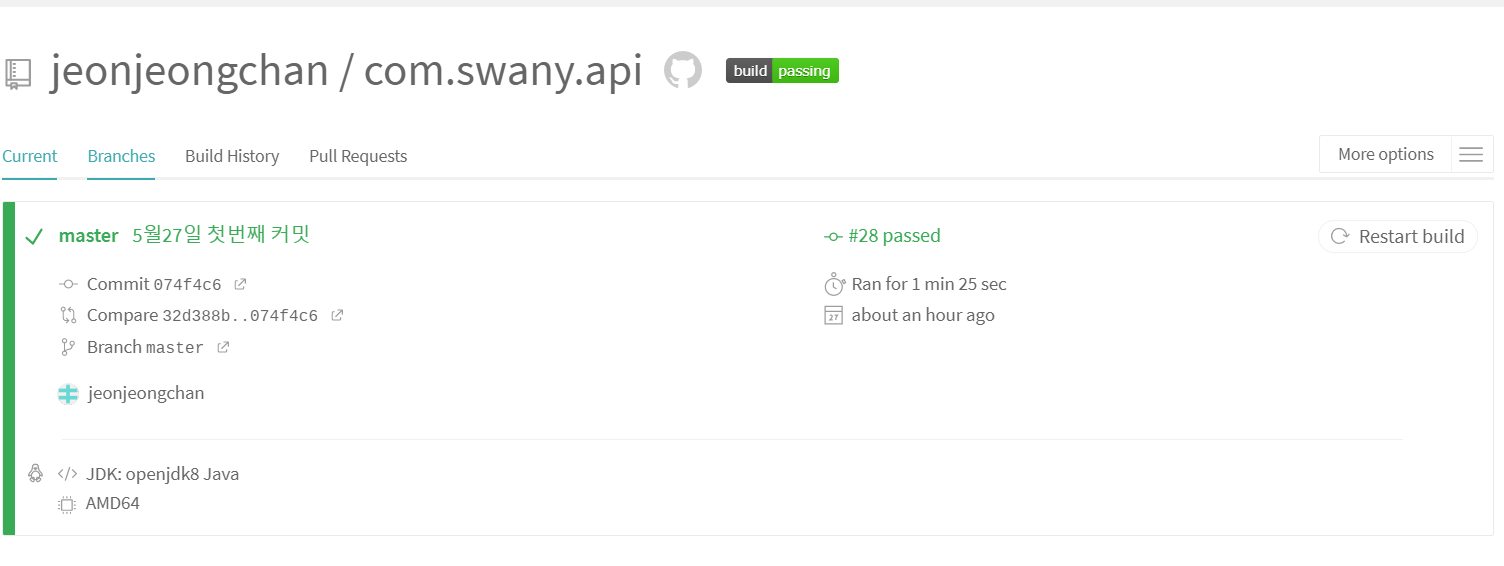 jeonjeongchan / com.swany.api build passing
Current Branches Build History Pull Requests More options
master 5월27일 첫번째 커밋 #28 passed Restart build
Commit 074f4c6 Ran for 1 min 25 sec
Compare 32d388b..074f4c6 27 about an hour ago
Branch master
jeonjeongchan
JDK: openjdk8 Java
AMD64